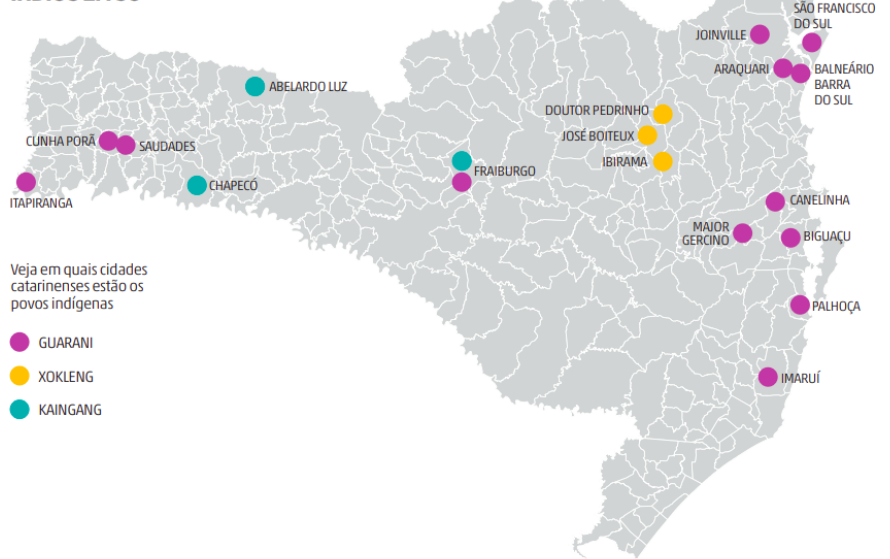 SÃO FRANCISCO
DO SUL
JOINVILLE
ARAQUARI
BALNEÁRIO
BARRA
DO SUL
ABELARDO LUZ
DOUTOR PEDRINHO
JOSÉ BOITEUX
IBIRAMA
CUNHA PORÃ
SAUDADES
FRAIBURGO
CHAPECÓ
ITAPIRANGA
CANELINHA
MAJOR
GERCINO
BIGUAÇU
PALHOÇA
IMARUÍ
Veja em quais cidades
catarinenses estão os
povos indígenas
GUARANI
XOKLENG
KAINGANG